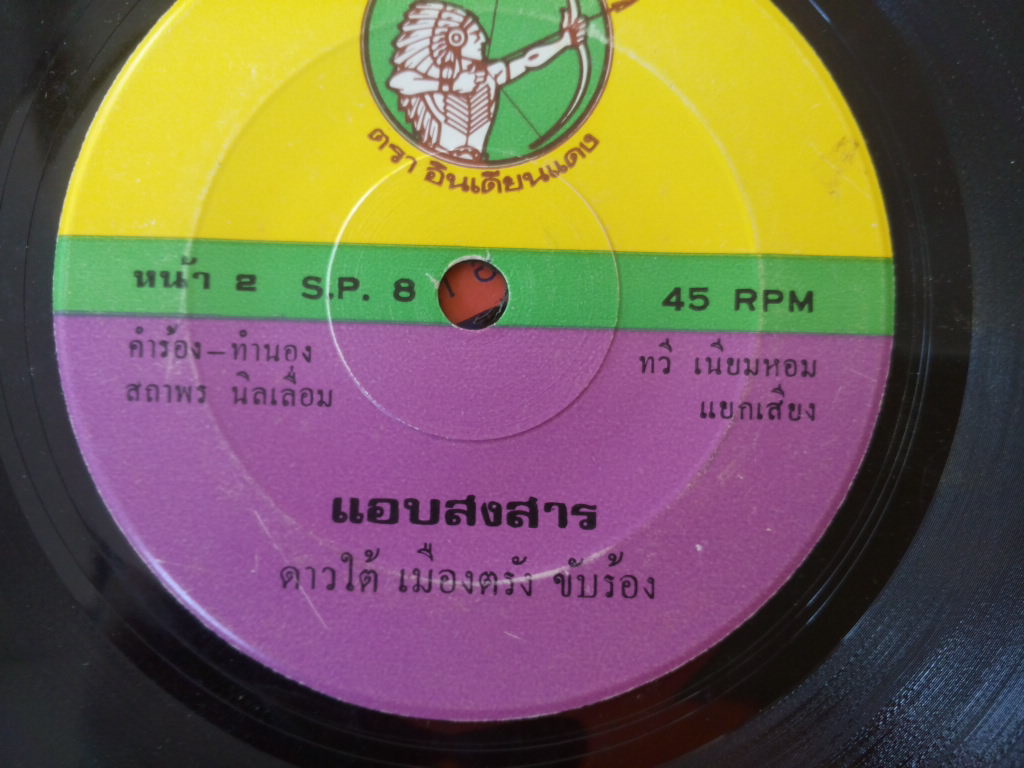 ตรา อินเดียนแดง
หน้า 2 S.P. 8
45 RPM
คำร้อง-ทำนอง
สถาพร นิลเลื่อม
ทวี เนียมหอม
แยกเสียง
แอบสงสาร
ดาวใต้ เมืองตรัง ขับร้อง